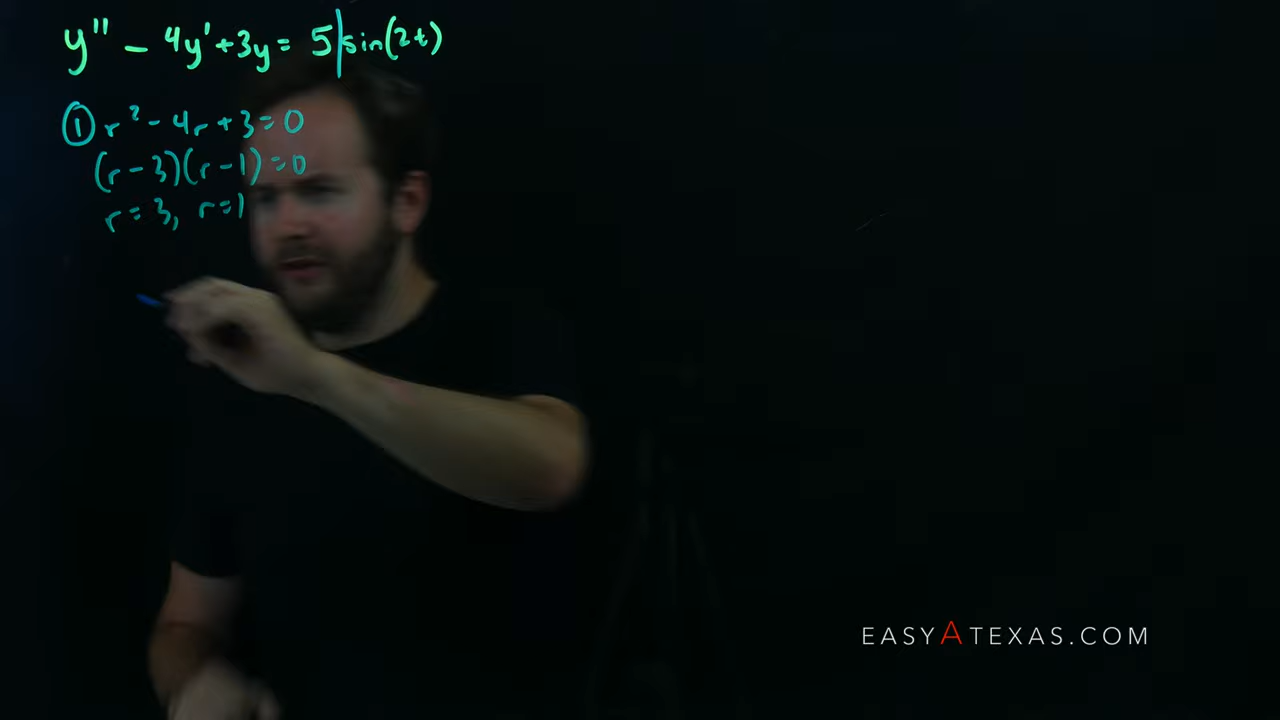 y'' - 4y' + 3y = 5|sin(2t)
① r² - 4r + 3 = 0
(r - 3)(r - 1) = 0
r = 3, r = 1
EASYATEXAS.COM